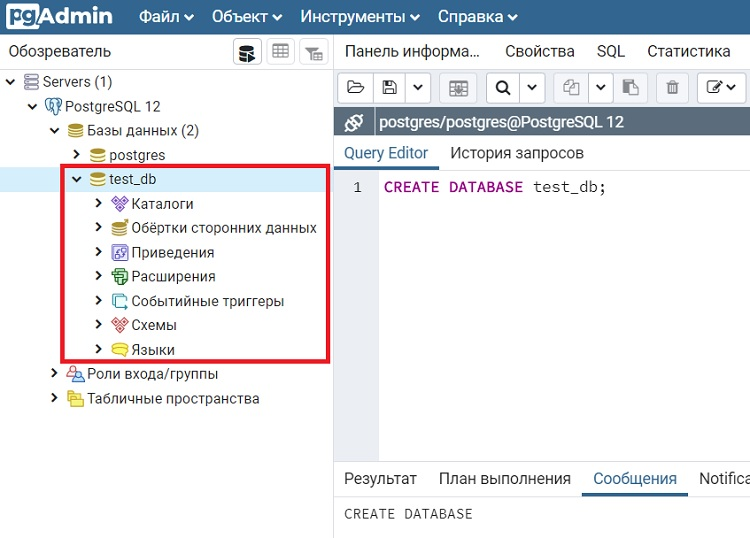 pgAdmin Файл Объект Инструменты Справка
Обозреватель
Панель информа... Свойства SQL Статистика
Servers (1)
PostgreSQL 12
Базы данных (2)
postgres
test_db
Каталоги
Обёртки сторонних данных
Приведения
Расширения
Событийные триггеры
Схемы
Языки
Роли входа/группы
Табличные пространства
postgres/postgres@PostgreSQL 12
Query Editor История запросов
1 CREATE DATABASE test_db;
Результат План выполнения Сообщения Notifica
CREATE DATABASE